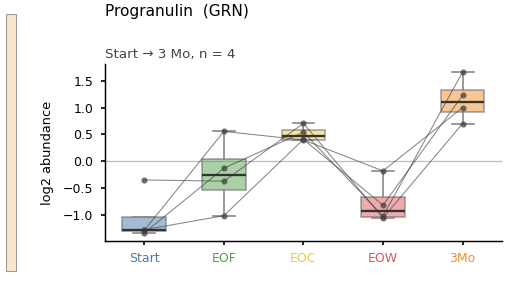 Progranulin (GRN)
Start → 3 Mo, n = 4
log2 abundance
1.5
1.0
0.5
0.0
−0.5
−1.0
Start EOF EOC EOW 3Mo